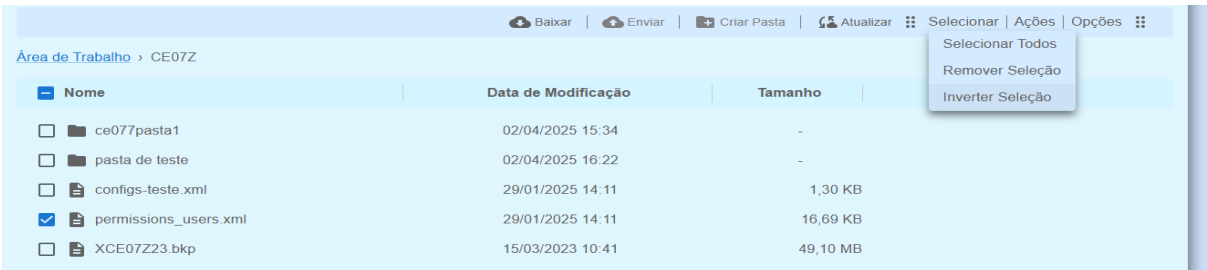 Baixar | Enviar | Criar Pasta | Atualizar Selecionar | Ações | Opções
Selecionar Todos
Área de Trabalho › CE07Z
Remover Seleção
Nome Data de Modificação Tamanho
Inverter Seleção
ce077pasta1 02/04/2025 15:34 -
pasta de teste 02/04/2025 16:22 -
configs-teste.xml 29/01/2025 14:11 1,30 KB
permissions_users.xml 29/01/2025 14:11 16,69 KB
XCE07Z23.bkp 15/03/2023 10:41 49,10 MB